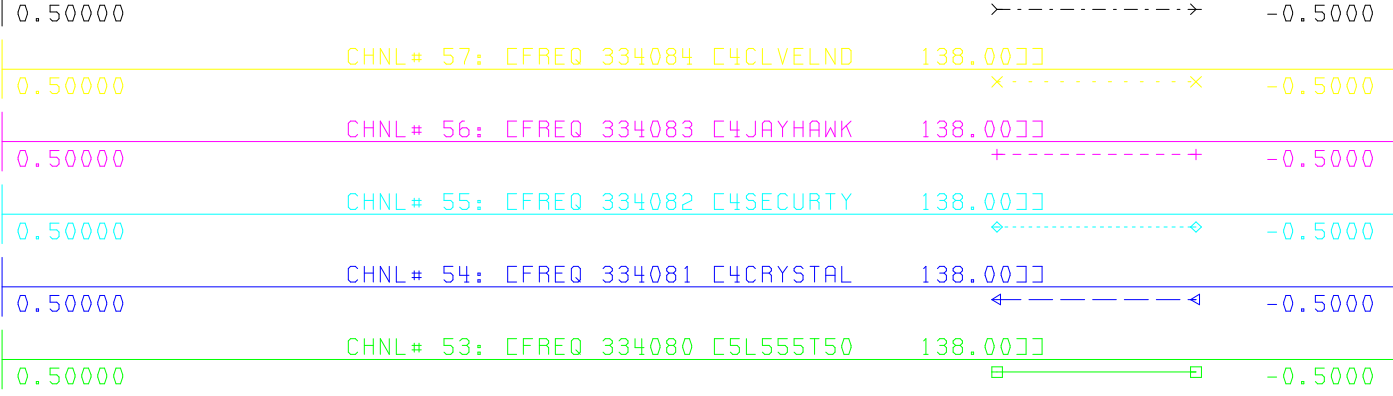 0.50000 -0.5000
CHNL# 57: [FREQ 334084 [4CLVELND 138.00]]
0.50000 -0.5000
CHNL# 56: [FREQ 334083 [4JAYHAWK 138.00]]
0.50000 -0.5000
CHNL# 55: [FREQ 334082 [4SECURTY 138.00]]
0.50000 -0.5000
CHNL# 54: [FREQ 334081 [4CRYSTAL 138.00]]
0.50000 -0.5000
CHNL# 53: [FREQ 334080 [5L555T50 138.00]]
0.50000 -0.5000